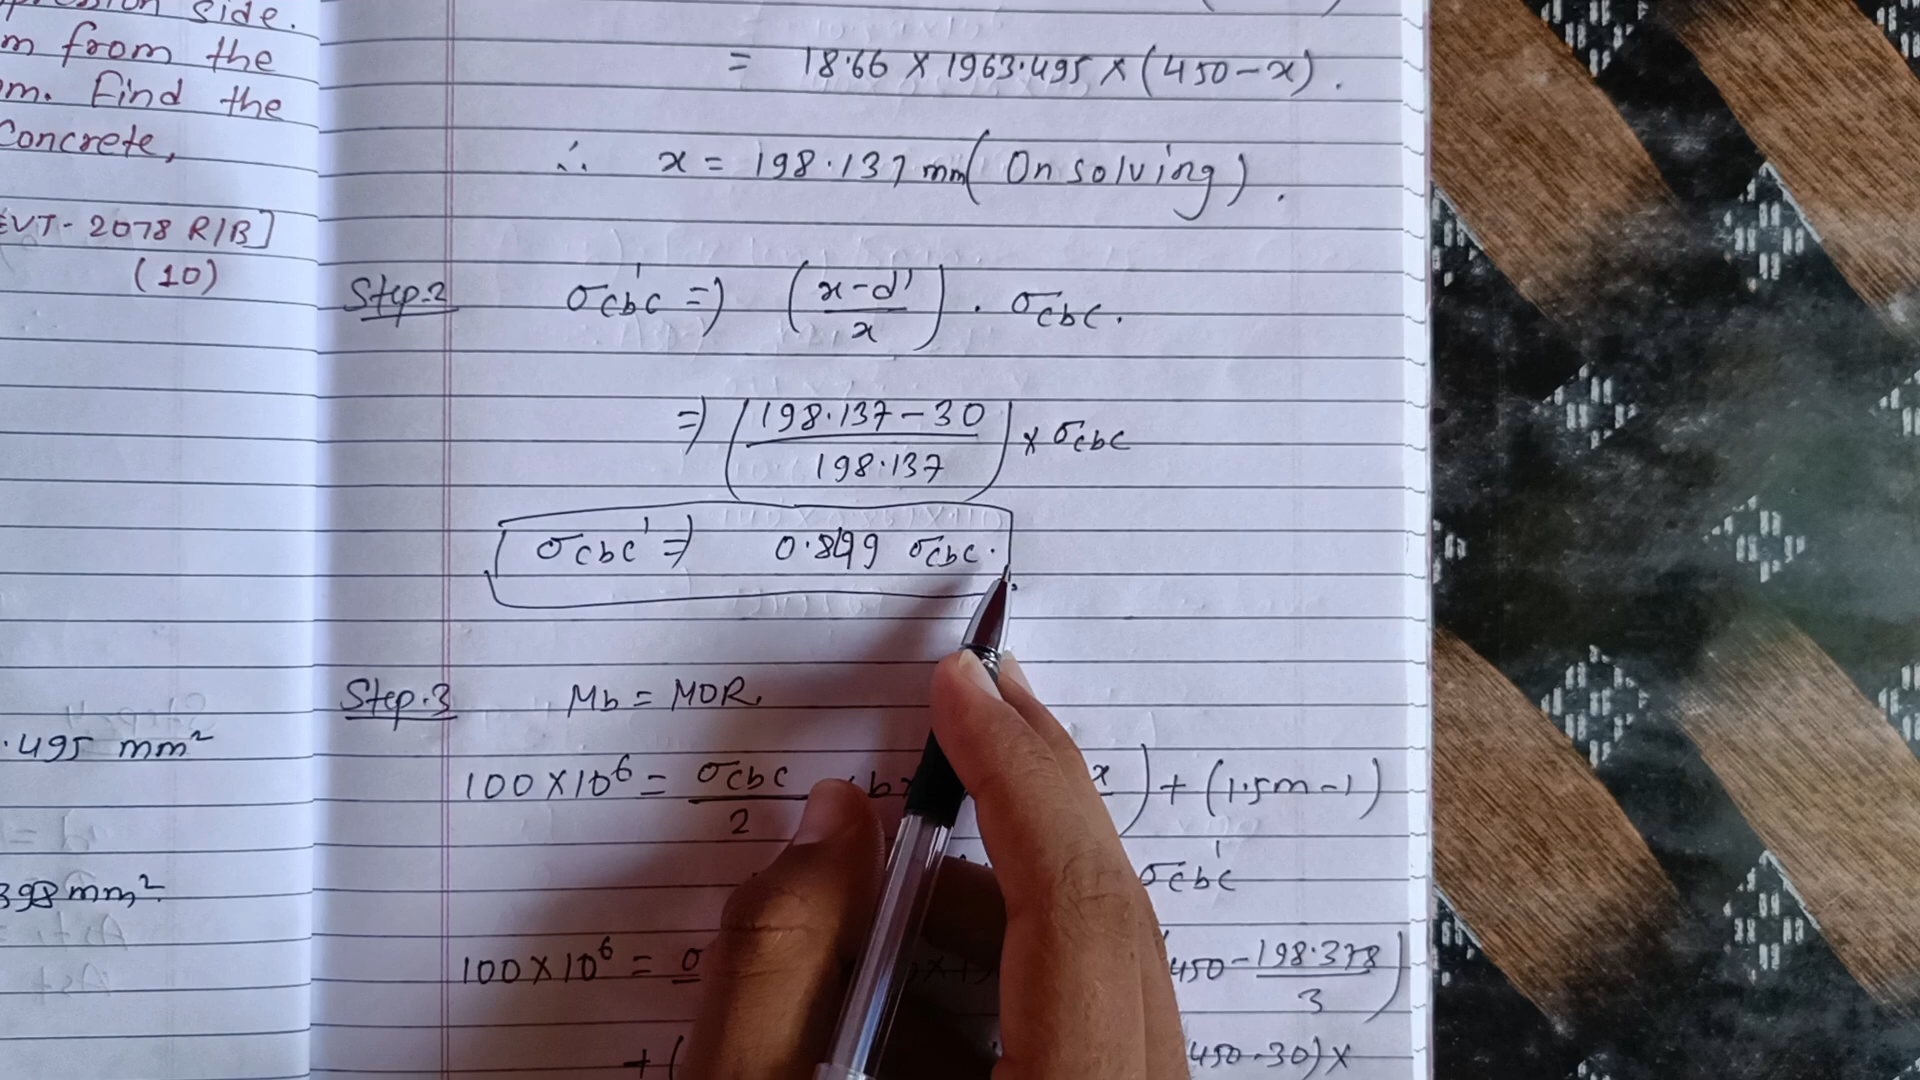 side.
m from the
m. Find the
Concrete,
EVT- 2078 R/B]
(10)
.495 mm²
398 mm²
= 18.66 × 1963.495 × (450-x).
∴ x = 198.137 mm (On solving).
Step.2 σcbc' => (x-d'/x) . σcbc.
=> (198.137-30/198.137) × σcbc
σcbc' => 0.849 σcbc.
Step.3 Mb = MOR.
100×10⁶ = σcbc/2 b× x) + (1.5m-1)
σcbc'
100×10⁶ = σ 450 - 198.378/3)
+ ( 450-30) ×